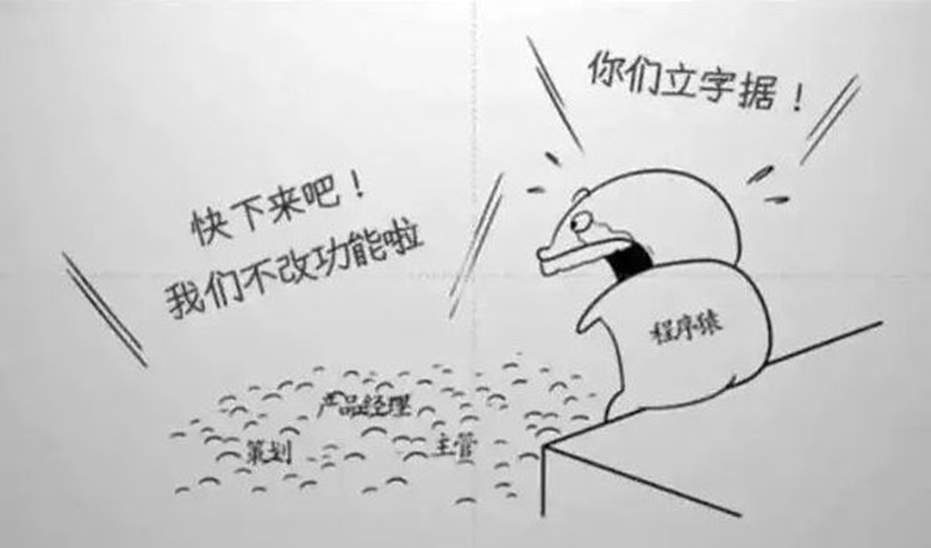 你们立字据！
快下来吧！
我们不改功能啦
程序猿
产品经理
策划
主管